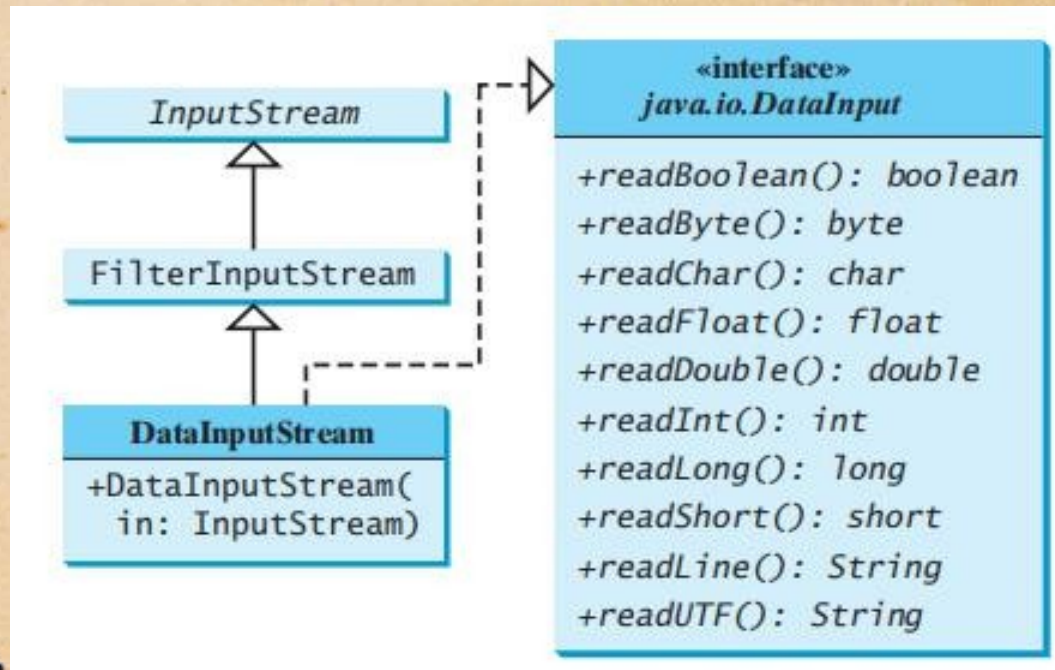 InputStream
FilterInputStream
DataInputStream
+DataInputStream(
in: InputStream)
«interface»
java.io.DataInput
+readBoolean(): boolean
+readByte(): byte
+readChar(): char
+readFloat(): float
+readDouble(): double
+readInt(): int
+readLong(): long
+readShort(): short
+readLine(): String
+readUTF(): String